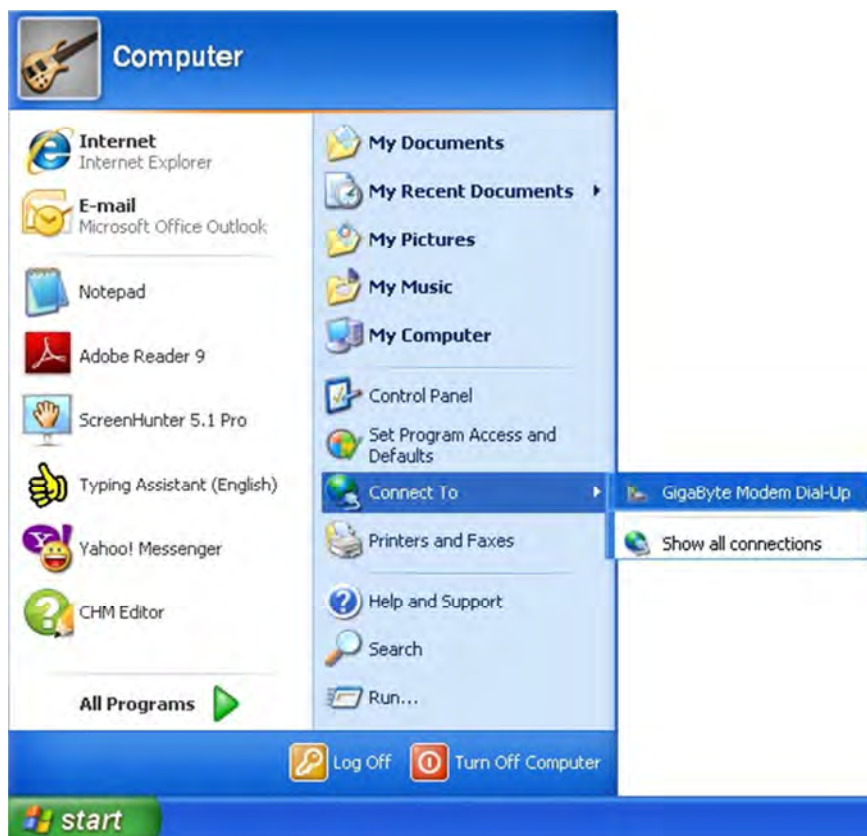 Computer
Internet
Internet Explorer
E-mail
Microsoft Office Outlook
Notepad
Adobe Reader 9
ScreenHunter 5.1 Pro
Typing Assistant (English)
Yahoo! Messenger
CHM Editor
All Programs
My Documents
My Recent Documents
My Pictures
My Music
My Computer
Control Panel
Set Program Access and
Defaults
Connect To
Printers and Faxes
Help and Support
Search
Run...
GigaByte Modem Dial-Up
Show all connections
Log Off
Turn Off Computer
start